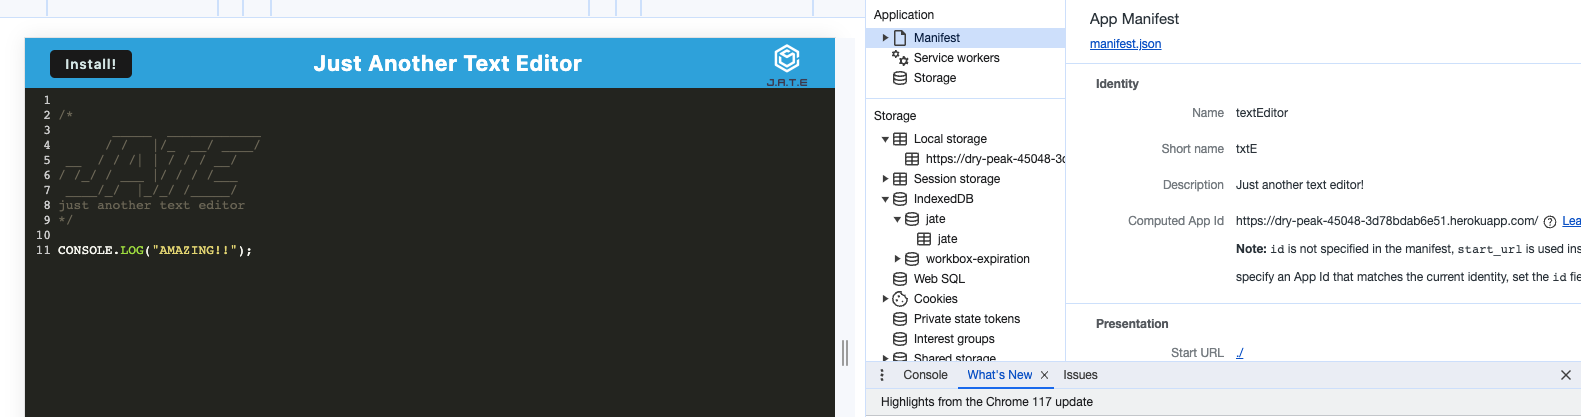 Install!
Just Another Text Editor
J.A.T.E
1
2 /*
3
4
5
6
7
8 just another text editor
9 */
10
11 CONSOLE.LOG("AMAZING!!");
Application
Manifest
Service workers
Storage
Storage
Local storage
https://dry-peak-45048-3d
Session storage
IndexedDB
jate
jate
workbox-expiration
Web SQL
Cookies
Private state tokens
Interest groups
Shared storage
App Manifest
manifest.json
Identity
Name textEditor
Short name txtE
Description Just another text editor!
Computed App Id https://dry-peak-45048-3d78bdab6e51.herokuapp.com/ ? Lea
Note: id is not specified in the manifest, start_url is used ins
specify an App Id that matches the current identity, set the id fie
Presentation
Start URL ./
Console What's New Issues
Highlights from the Chrome 117 update